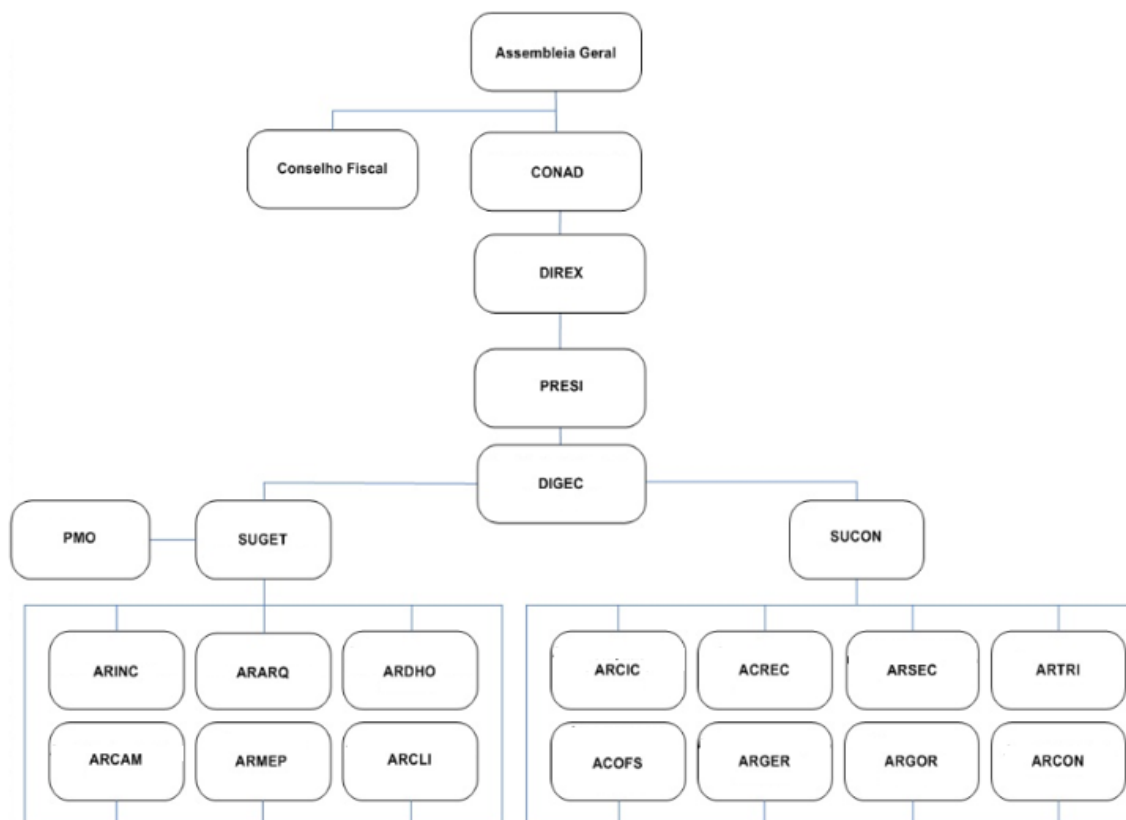 Assembleia Geral
Conselho Fiscal
CONAD
DIREX
PRESI
DIGEC
PMO
SUGET
SUCON
ARINC
ARARQ
ARDHO
ARCIC
ACREC
ARSEC
ARTRI
ARCAM
ARMEP
ARCLI
ACOFS
ARGER
ARGOR
ARCON